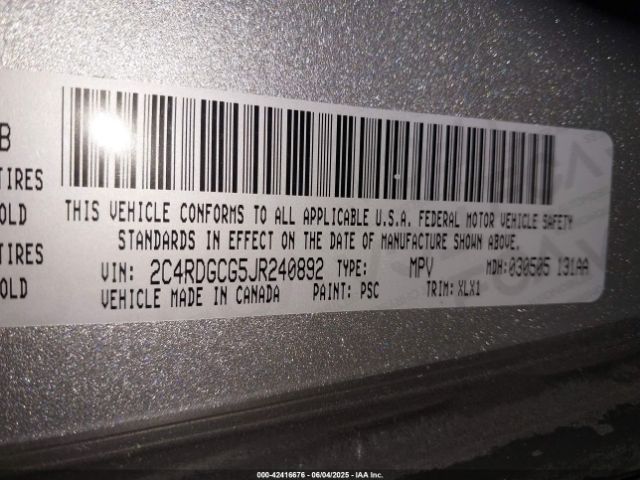 B
TIRES
OLD
TIRES
OLD
THIS VEHICLE CONFORMS TO ALL APPLICABLE U.S.A. FEDERAL MOTOR VEHICLE SAFETY
STANDARDS IN EFFECT ON THE DATE OF MANUFACTURE SHOWN ABOVE.
VIN: 2C4RDGCG5JR240892 TYPE: MPV MDH: 030505 131AA
VEHICLE MADE IN CANADA PAINT: PSC TRIM: XLX1
000-42416676 | 06/04/2025 | IAA Inc.